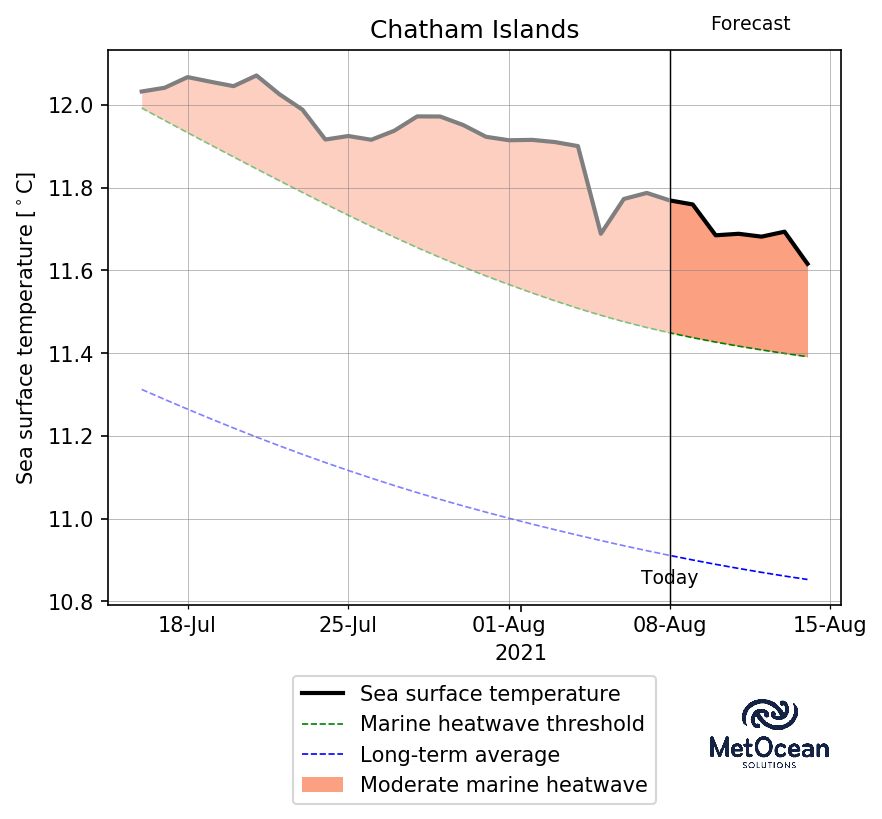 Chatham Islands
Forecast
Sea surface temperature [°C]
12.0
11.8
11.6
11.4
11.2
11.0
10.8
Today
18-Jul 25-Jul 01-Aug 08-Aug 15-Aug
2021
Sea surface temperature
Marine heatwave threshold
Long-term average
Moderate marine heatwave
MetOcean
SOLUTIONS